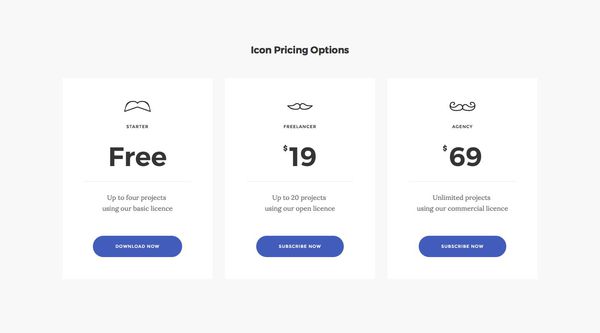 Icon Pricing Options
STARTER
Free
Up to four projects
using our basic licence
DOWNLOAD NOW
FREELANCER
$19
Up to 20 projects
using our open licence
SUBSCRIBE NOW
AGENCY
$69
Unlimited projects
using our commercial licence
SUBSCRIBE NOW